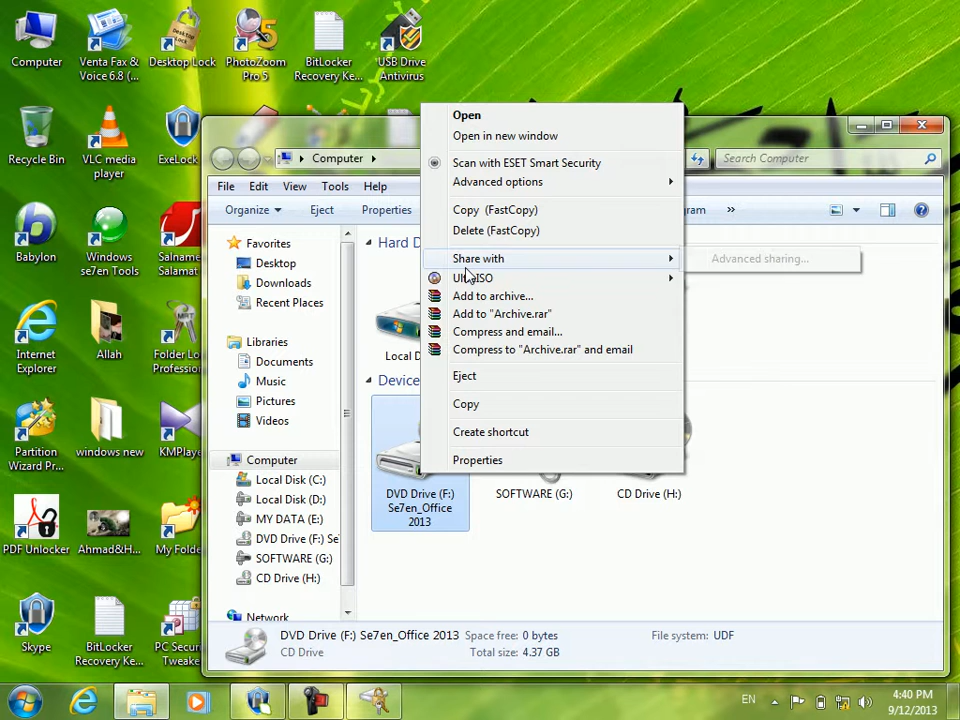 Computer
Venta Fax &
Voice 6.8 (...
Desktop Lock
PhotoZoom
Pro 5
BitLocker
Recovery Ke...
USB Drive
Antivirus
Recycle Bin
VLC media
player
ExeLock
Babylon
Windows
se7en Tools
Salname
Salamat
Internet
Explorer
Allah
Folder Lo
Profession
Partition
Wizard Pr...
windows new
KMPlaye
PDF Unlocker
Ahmad&H...
My Folde
Skype
BitLocker
Recovery Ke...
PC Secur
Tweake
Computer
Search Computer
File
Edit
View
Tools
Help
Organize
Eject
Properties
ram
»
Favorites
Desktop
Downloads
Recent Places
Libraries
Documents
Music
Pictures
Videos
Computer
Local Disk (C:)
Local Disk (D:)
MY DATA (E:)
DVD Drive (F:) Se
SOFTWARE (G:)
CD Drive (H:)
Network
Hard D
Local D
Device
DVD Drive (F:)
Se7en_Office
2013
SOFTWARE (G:)
CD Drive (H:)
Open
Open in new window
Scan with ESET Smart Security
Advanced options
Copy (FastCopy)
Delete (FastCopy)
Share with
Advanced sharing...
UltraISO
Add to archive...
Add to "Archive.rar"
Compress and email...
Compress to "Archive.rar" and email
Eject
Copy
Create shortcut
Properties
DVD Drive (F:) Se7en_Office 2013
Space free: 0 bytes
File system: UDF
CD Drive
Total size: 4.37 GB
EN
4:40 PM
9/12/2013